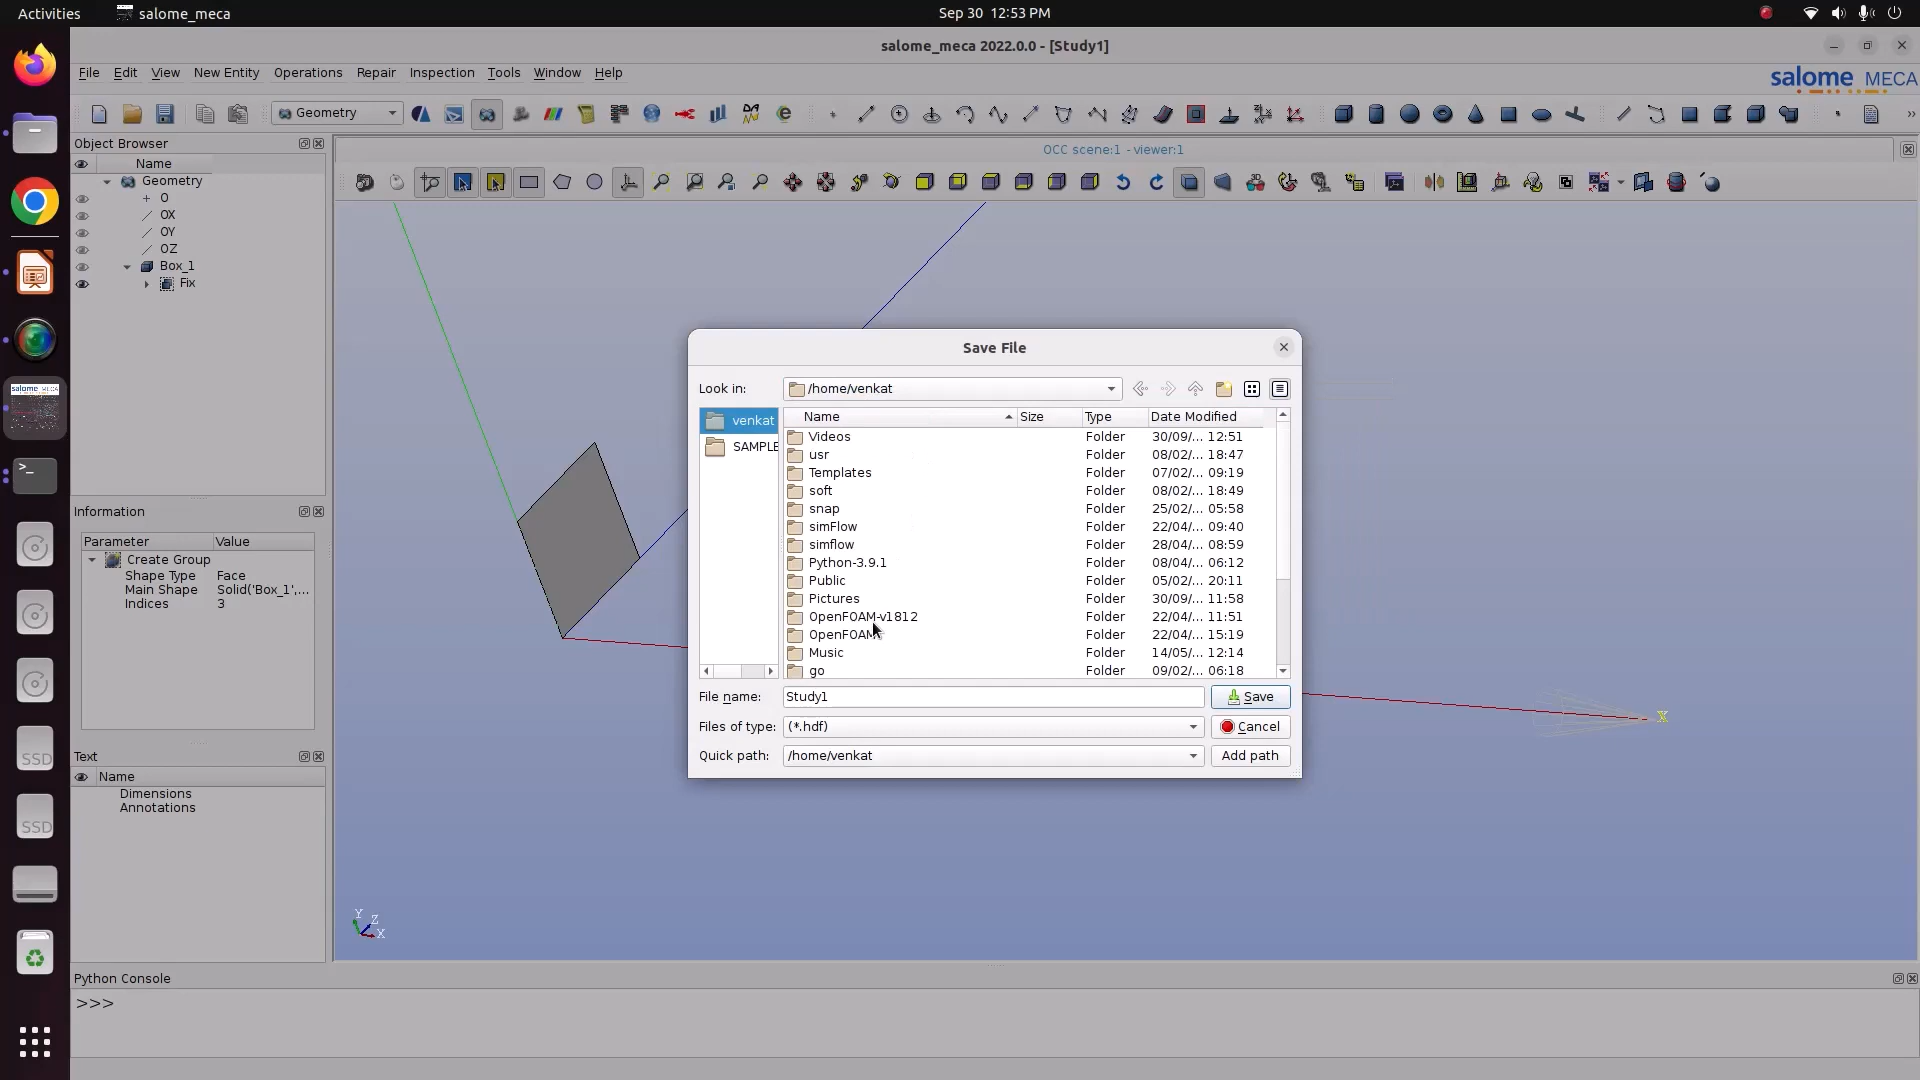 Activities
salome_meca
Sep 30 12:53 PM
salome_meca 2022.0.0 - [Study1]
File Edit View New Entity Operations Repair Inspection Tools Window Help
salome MECA
Geometry
Object Browser
OCC scene:1 - viewer:1
Name
Geometry
O
OX
OY
OZ
Box_1
Fix
Save File
Look in: /home/venkat
venkat
SAMPLE
Name Size Type Date Modified
Videos Folder 30/09/... 12:51
usr Folder 08/02/... 18:47
Templates Folder 07/02/... 09:19
soft Folder 08/02/... 18:49
snap Folder 25/02/... 05:58
simFlow Folder 22/04/... 09:40
simflow Folder 28/04/... 08:59
Python-3.9.1 Folder 08/04/... 06:12
Public Folder 05/02/... 20:11
Pictures Folder 30/09/... 11:58
OpenFOAM-v1812 Folder 22/04/... 11:51
OpenFOAM Folder 22/04/... 15:19
Music Folder 14/05/... 12:14
go Folder 09/02/... 06:18
File name: Study1 Save
Files of type: (*.hdf) Cancel
Quick path: /home/venkat Add path
Information
Parameter Value
Create Group
Shape Type Face
Main Shape Solid('Box_1',...
Indices 3
Text
Name
Dimensions
Annotations
X
Y
Z
X
SSD
SSD
Python Console
>>>